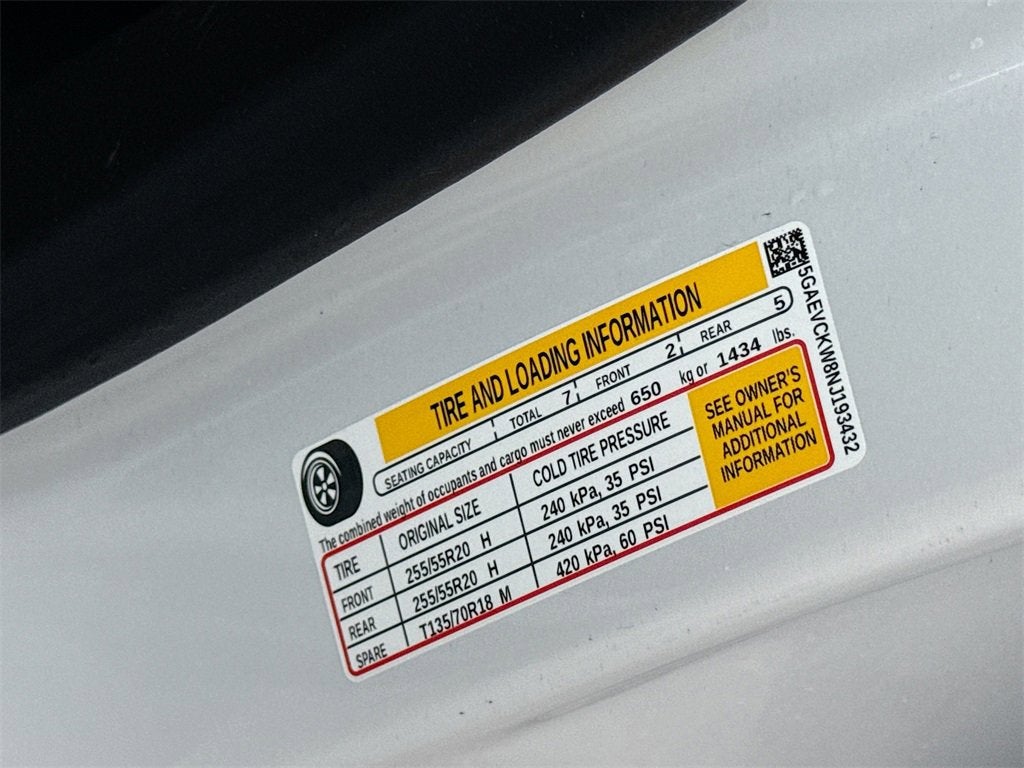 TIRE AND LOADING INFORMATION
SEATING CAPACITY TOTAL 7 FRONT 2 REAR 5
The combined weight of occupants and cargo must never exceed 650 kg or 1434 lbs.
TIRE ORIGINAL SIZE COLD TIRE PRESSURE
FRONT 255/55R20 H 240 kPa, 35 PSI
REAR 255/55R20 H 240 kPa, 35 PSI
SPARE T135/70R18 M 420 kPa, 60 PSI
SEE OWNER'S
MANUAL FOR
ADDITIONAL
INFORMATION
5GAEVCKW8NJ193432